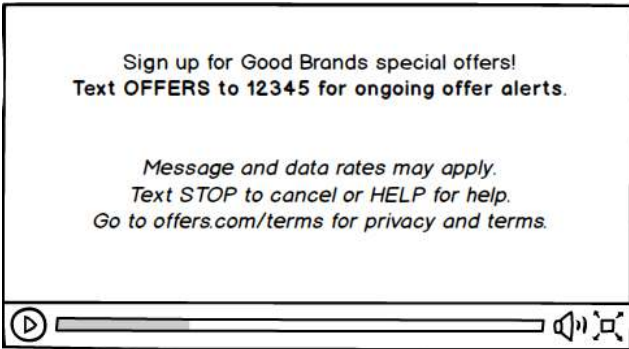 Sign up for Good Brands special offers!
Text OFFERS to 12345 for ongoing offer alerts.
Message and data rates may apply.
Text STOP to cancel or HELP for help.
Go to offers.com/terms for privacy and terms.